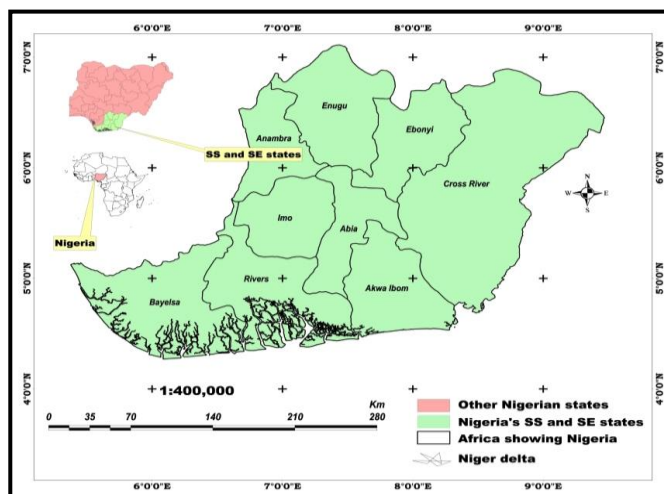 6°0'0"E 7°0'0"E 8°0'0"E 9°0'0"E
7°0'0"N
7°0'0"N
Enugu
Ebonyi
Anambra
SS and SE states
6°0'0"N
6°0'0"N
Cross River
N
W E
S
Nigeria
Imo
Abia
5°0'0"N
5°0'0"N
Rivers
Bayelsa
Akwa Ibom
4°0'0"N
4°0'0"N
1:400,000
Km
0 35 70 140 210 280
Other Nigerian states
Nigeria's SS and SE states
Africa showing Nigeria
Niger delta
6°0'0"E 7°0'0"E 8°0'0"E 9°0'0"E